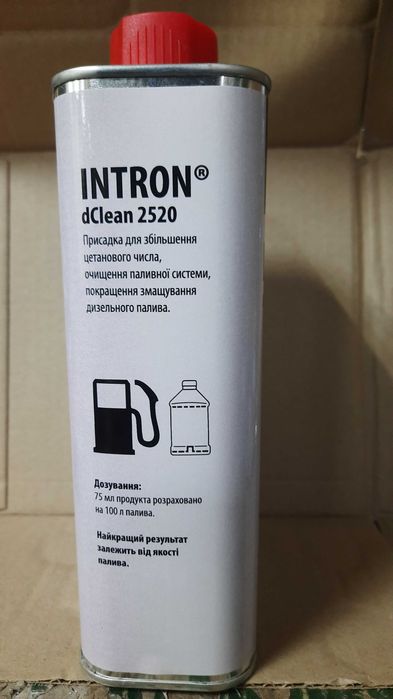 INTRON®
dClean 2520
Присадка для збільшення
цетанового числа,
очищення паливної системи,
покращення змащування
дизельного палива.
Дозування:
75 мл продукта розраховано
на 100 л палива.
Найкращий результат
залежить від якості
палива.